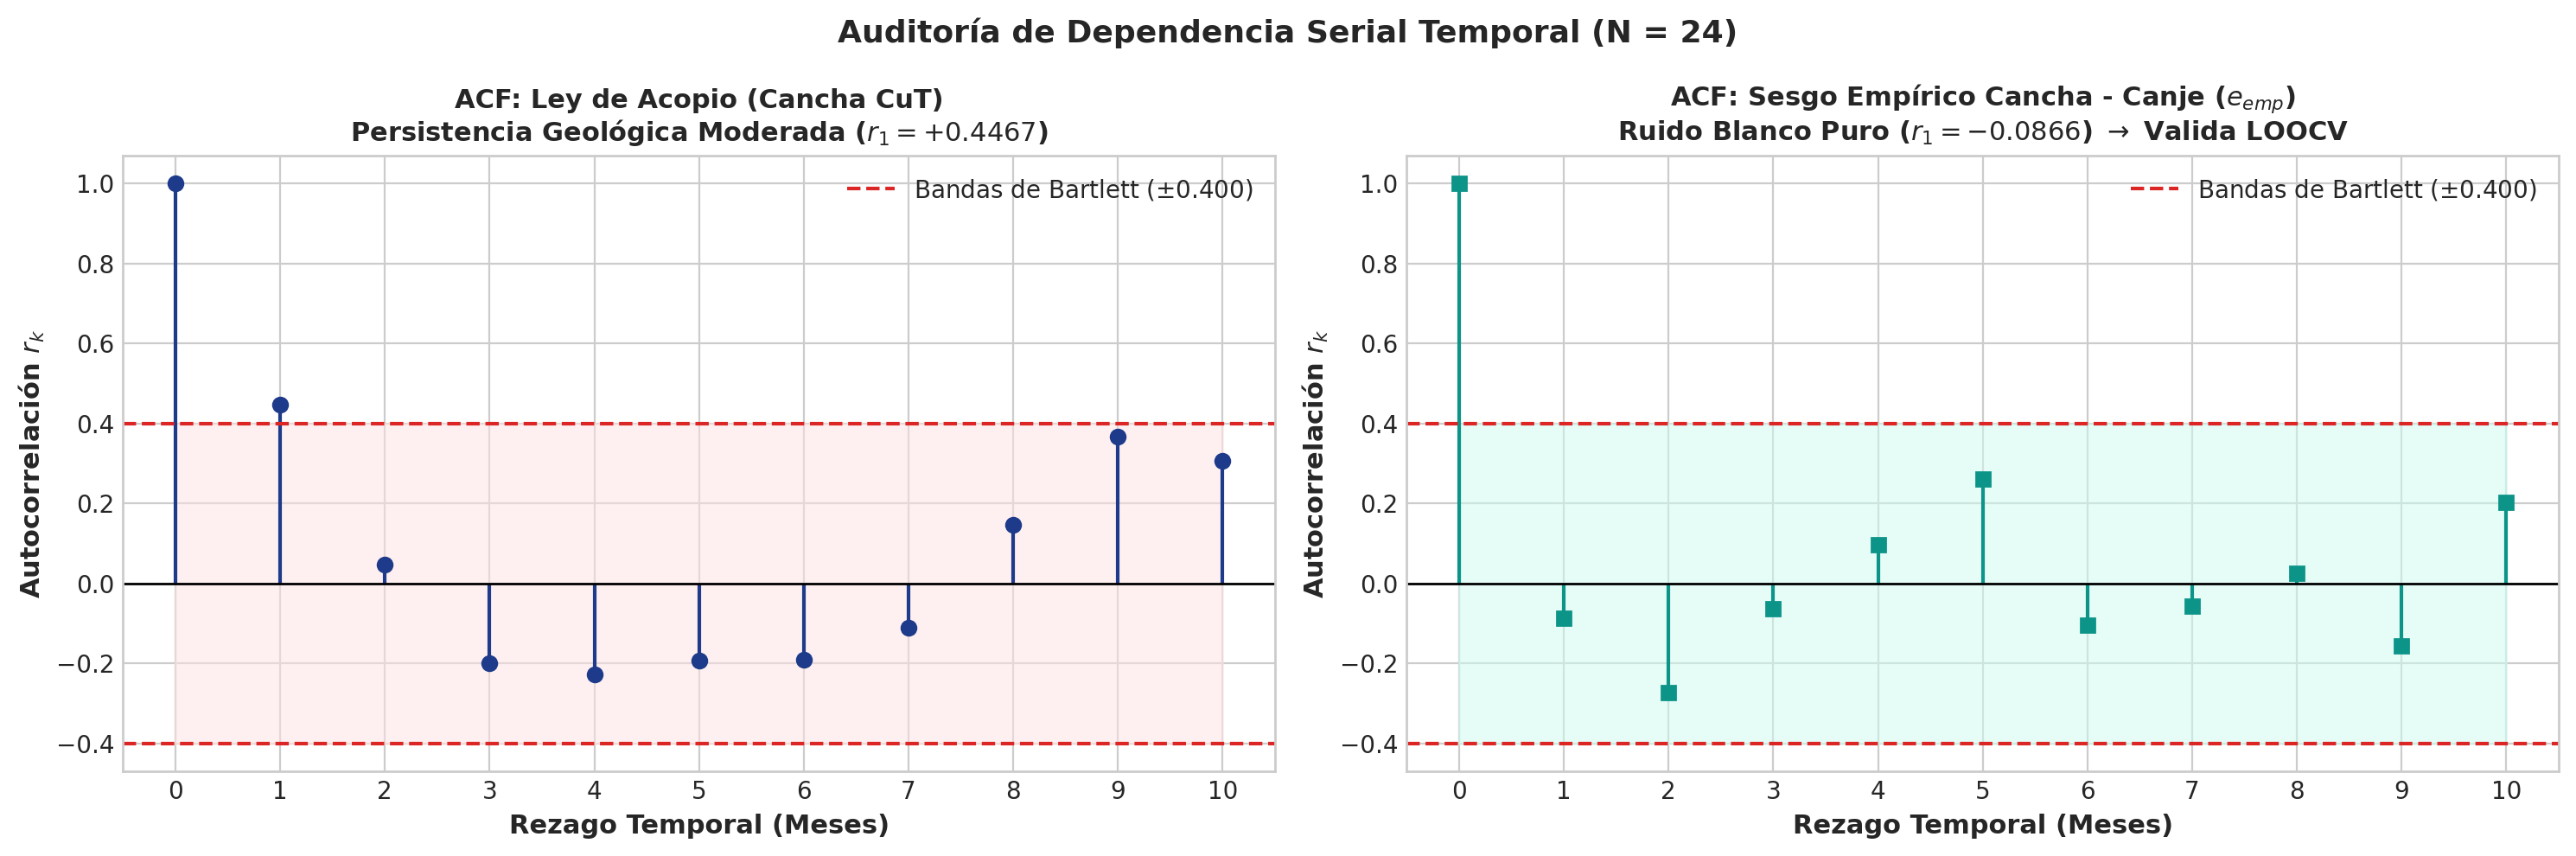 Auditoría de Dependencia Serial Temporal (N = 24)
ACF: Ley de Acopio (Cancha CuT)
Persistencia Geológica Moderada (r₁ = +0.4467)
Bandas de Bartlett (±0.400)
Autocorrelación rₖ
1.0
0.8
0.6
0.4
0.2
0.0
−0.2
−0.4
0 1 2 3 4 5 6 7 8 9 10
Rezago Temporal (Meses)
ACF: Sesgo Empírico Cancha - Canje (eₑₘₚ)
Ruido Blanco Puro (r₁ = −0.0866) → Valida LOOCV
Bandas de Bartlett (±0.400)
Autocorrelación rₖ
1.0
0.8
0.6
0.4
0.2
0.0
−0.2
−0.4
0 1 2 3 4 5 6 7 8 9 10
Rezago Temporal (Meses)